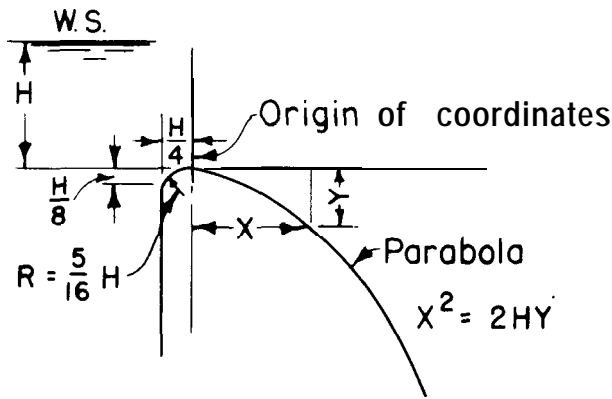 W.S.
H
H/4
Origin of coordinates
H/8
X
Y
R = 5/16 H
Parabola
X² = 2HY